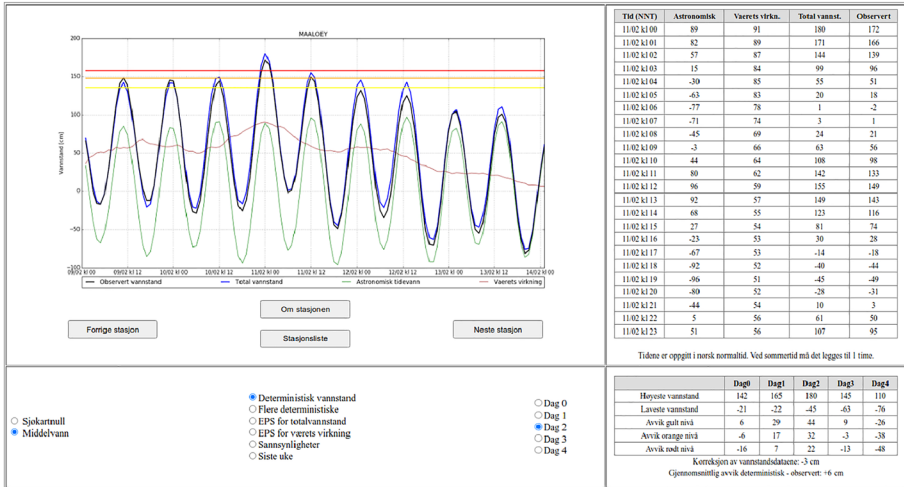 MAALOEY
200
150
100
50
0
-50
-100
Vannstand [cm]
09/02 kl 00 09/02 kl 12 10/02 kl 00 10/02 kl 12 11/02 kl 00 11/02 kl 12 12/02 kl 00 12/02 kl 12 13/02 kl 00 13/02 kl 12 14/02 kl 00
Observert vannstand Total vannstand Astronomisk tidevann Vaerets virkning
Om stasjonen
Forrige stasjon Neste stasjon
Stasjonsliste
Tid (NNT) Astronomisk Vaerets virkn. Total vannst. Observert
11/02 kl 00 89 91 180 172
11/02 kl 01 82 89 171 166
11/02 kl 02 57 87 144 139
11/02 kl 03 15 84 99 96
11/02 kl 04 -30 85 55 51
11/02 kl 05 -63 83 20 18
11/02 kl 06 -77 78 1 -2
11/02 kl 07 -71 74 3 1
11/02 kl 08 -45 69 24 21
11/02 kl 09 -3 66 63 56
11/02 kl 10 44 64 108 98
11/02 kl 11 80 62 142 133
11/02 kl 12 96 59 155 149
11/02 kl 13 92 57 149 143
11/02 kl 14 68 55 123 116
11/02 kl 15 27 54 81 74
11/02 kl 16 -23 53 30 28
11/02 kl 17 -67 53 -14 -18
11/02 kl 18 -92 52 -40 -44
11/02 kl 19 -96 51 -45 -49
11/02 kl 20 -80 52 -28 -31
11/02 kl 21 -44 54 10 3
11/02 kl 22 5 56 61 50
11/02 kl 23 51 56 107 95
Tidene er oppgitt i norsk normaltid. Ved sommertid må det legges til 1 time.
Sjøkartnull
Middelvann
Deterministisk vannstand
Flere deterministiske
EPS for totalvannstand
EPS for værets virkning
Sannsynligheter
Siste uke
Dag 0
Dag 1
Dag 2
Dag 3
Dag 4
Dag0 Dag1 Dag2 Dag3 Dag4
Høyeste vannstand 142 165 180 145 110
Laveste vannstand -21 -22 -45 -63 -76
Avvik gult nivå 6 29 44 9 -26
Avvik orange nivå -6 17 32 -3 -38
Avvik rødt nivå -16 7 22 -13 -48
Korreksjon av vannstandsdataene: -3 cm
Gjennomsnittlig avvik deterministisk - observert: +6 cm